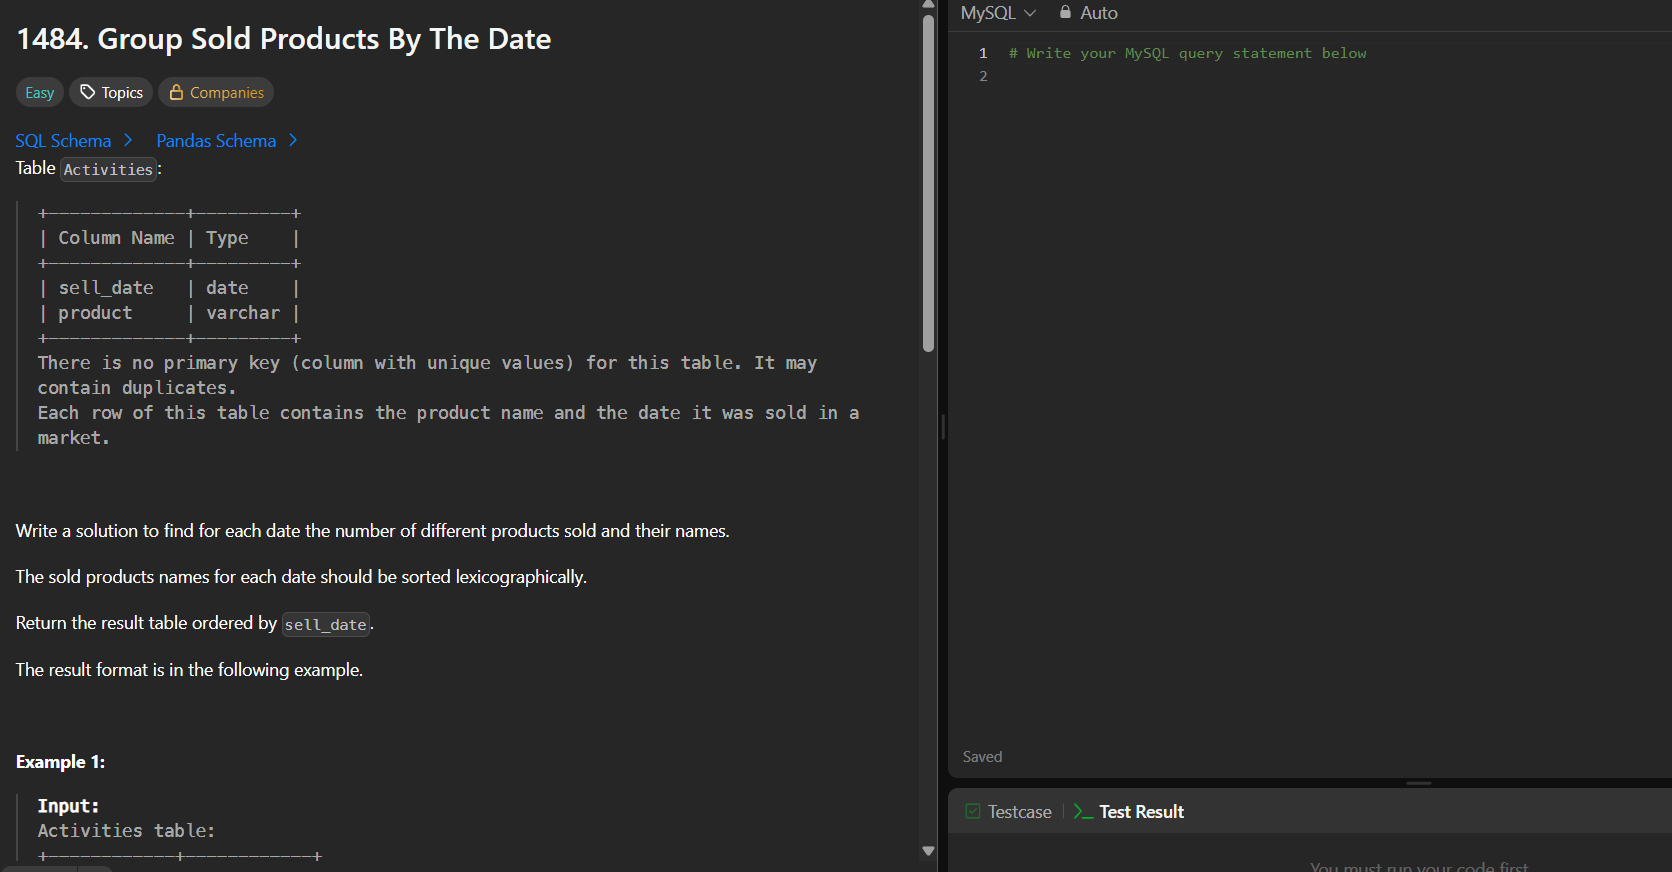 1484. Group Sold Products By The Date
Easy
Topics
Companies
SQL Schema
Pandas Schema
Table Activities:
+-------------+---------+
| Column Name | Type    |
+-------------+---------+
| sell_date   | date    |
| product     | varchar |
+-------------+---------+
There is no primary key (column with unique values) for this table. It may
contain duplicates.
Each row of this table contains the product name and the date it was sold in a
market.
Write a solution to find for each date the number of different products sold and their names.
The sold products names for each date should be sorted lexicographically.
Return the result table ordered by sell_date.
The result format is in the following example.
Example 1:
Input:
Activities table:
+------------+------------+
MySQL
Auto
1 # Write your MySQL query statement below
2
Saved
Testcase
Test Result
You must run your code first